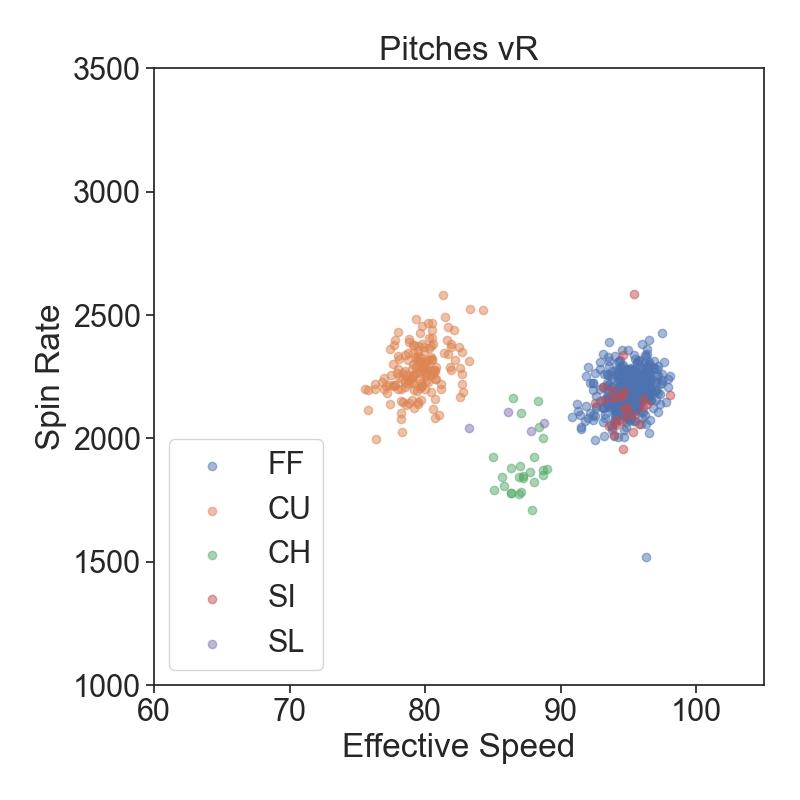 Pitches vR
3500
3000
2500
2000
1500
1000
Spin Rate
FF
CU
CH
SI
SL
60 70 80 90 100
Effective Speed